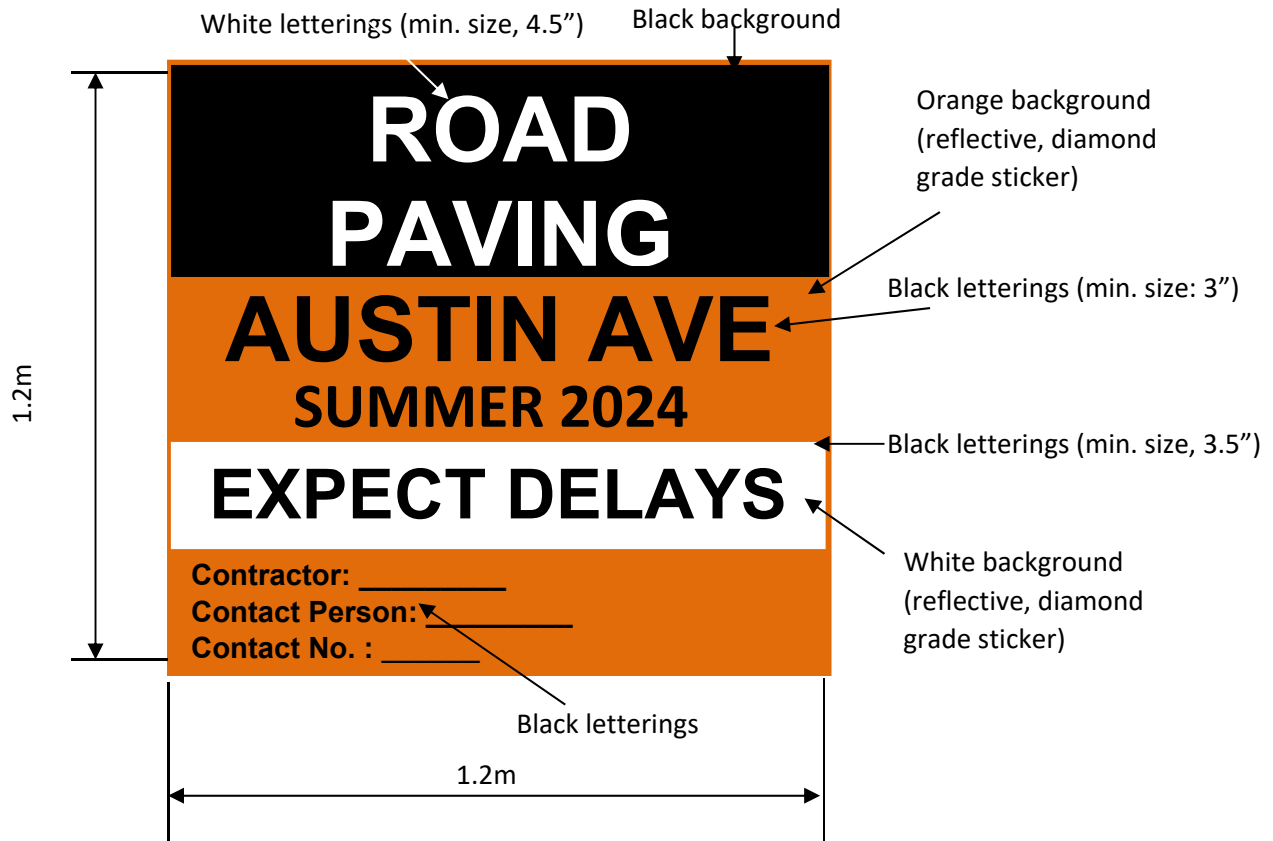 White letterings (min. size, 4.5”)
Black background
ROAD
PAVING
AUSTIN AVE
SUMMER 2024
EXPECT DELAYS
Contractor: _________
Contact Person: _________
Contact No. : ______
Orange background
(reflective, diamond
grade sticker)
Black letterings (min. size: 3”)
Black letterings (min. size, 3.5”)
White background
(reflective, diamond
grade sticker)
Black letterings
1.2m
1.2m